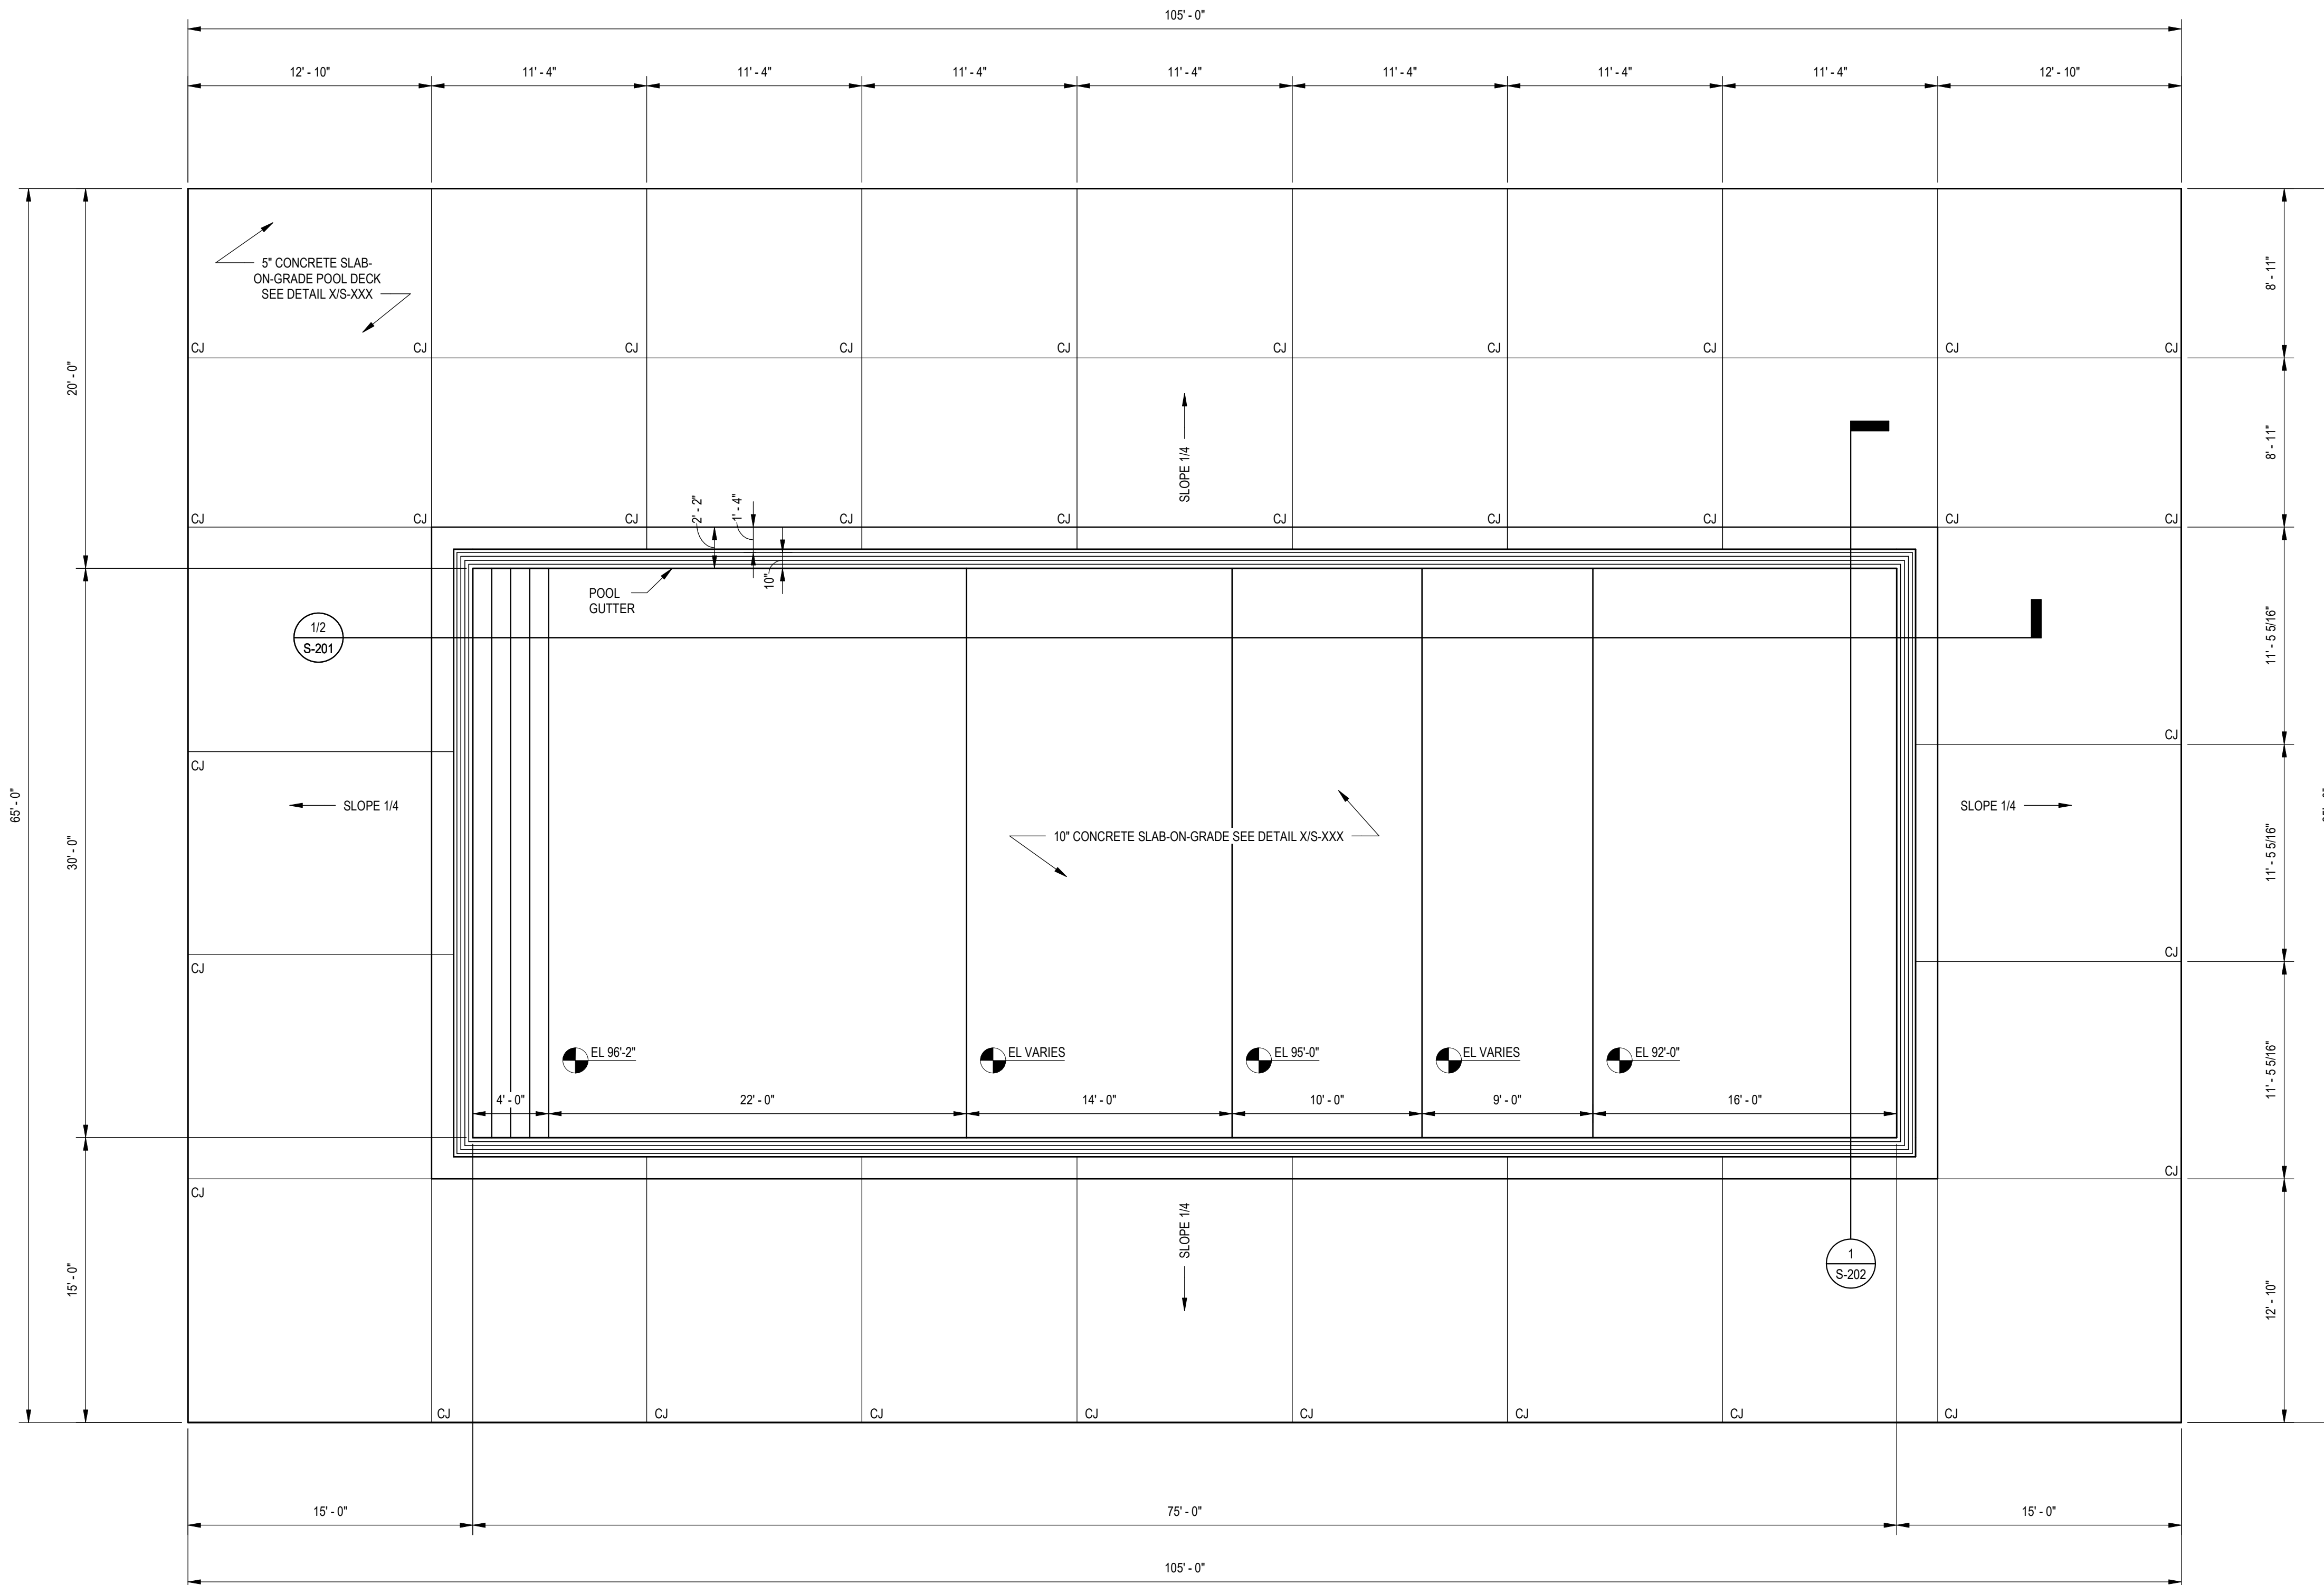 105' - 0"
12' - 10"
11' - 4"
11' - 4"
11' - 4"
11' - 4"
11' - 4"
11' - 4"
11' - 4"
12' - 10"
5" CONCRETE SLAB-
ON-GRADE POOL DECK
SEE DETAIL X/S-XXX
8' - 11"
CJ
CJ
CJ
CJ
CJ
CJ
CJ
CJ
CJ
CJ
20' - 0"
SLOPE 1/4
8' - 11"
CJ
CJ
CJ
2' - 2"
1' - 4"
CJ
CJ
CJ
CJ
CJ
CJ
CJ
10"
POOL
GUTTER
1/2
S-201
11' - 5 5/16"
CJ
CJ
65' - 0"
30' - 0"
SLOPE 1/4
SLOPE 1/4
10" CONCRETE SLAB-ON-GRADE SEE DETAIL X/S-XXX
11' - 5 5/16"
CJ
CJ
EL 96'-2"
EL VARIES
EL 95'-0"
EL VARIES
EL 92'-0"
11' - 5 5/16"
4' - 0"
22' - 0"
14' - 0"
10' - 0"
9' - 0"
16' - 0"
CJ
CJ
SLOPE 1/4
1
S-202
15' - 0"
12' - 10"
CJ
CJ
CJ
CJ
CJ
CJ
CJ
CJ
15' - 0"
75' - 0"
15' - 0"
105' - 0"